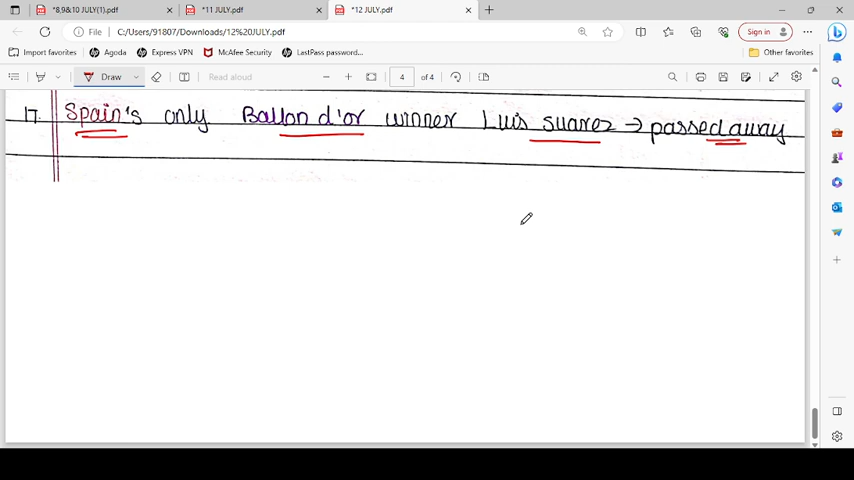 *8,9&10 JULY(1).pdf
*11 JULY.pdf
*12 JULY.pdf
File
C:/Users/91807/Downloads/12%20JULY.pdf
Sign in
Import favorites
Agoda
Express VPN
McAfee Security
LastPass password...
Other favorites
Draw
Read aloud
4
of 4
17. Spain's only Ballon d'or winner Luis suarez → passed away